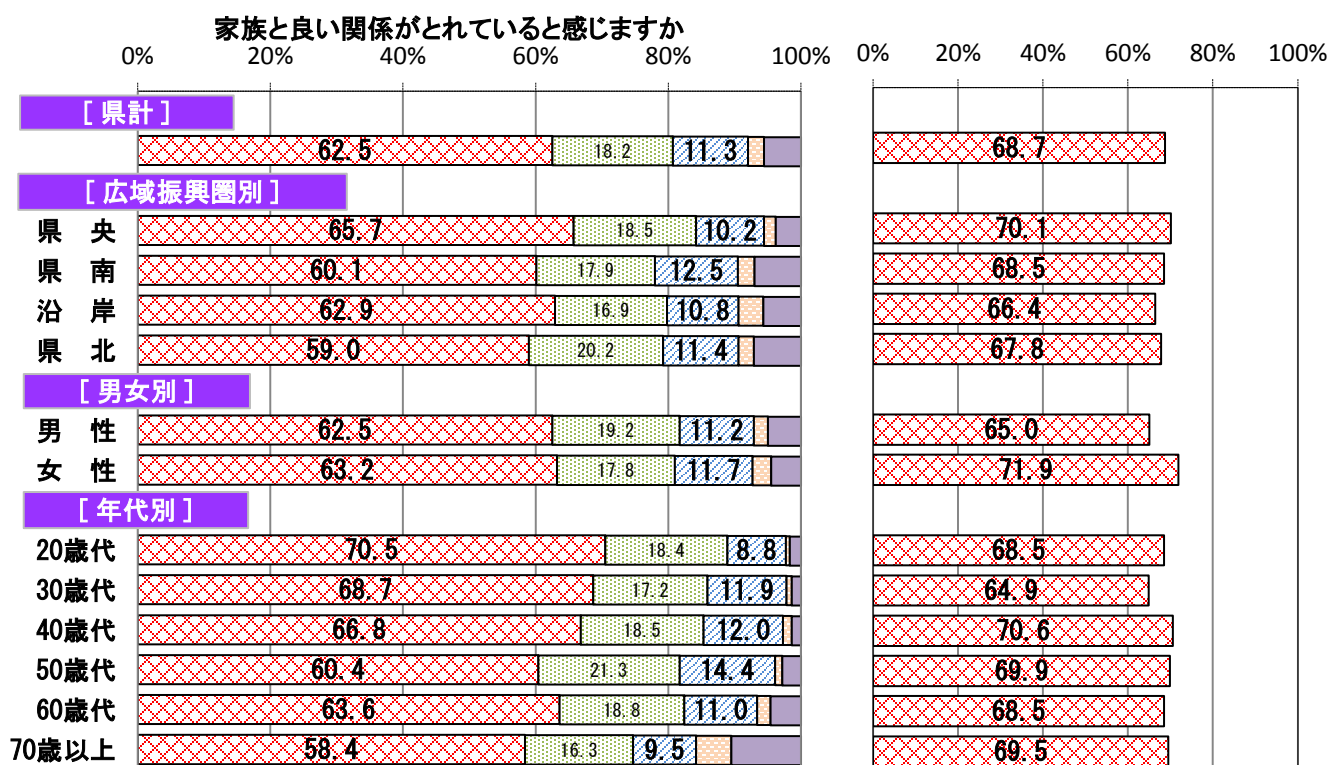 家族と良い関係がとれていると感じますか
0% 20% 40% 60% 80% 100% 0% 20% 40% 60% 80% 100%
[ 県計 ]
62.5 18.2 11.3 68.7
[ 広域振興圏別 ]
県 央 65.7 18.5 10.2 70.1
県 南 60.1 17.9 12.5 68.5
沿 岸 62.9 16.9 10.8 66.4
県 北 59.0 20.2 11.4 67.8
[ 男女別 ]
男 性 62.5 19.2 11.2 65.0
女 性 63.2 17.8 11.7 71.9
[ 年代別 ]
20歳代 70.5 18.4 8.8 68.5
30歳代 68.7 17.2 11.9 64.9
40歳代 66.8 18.5 12.0 70.6
50歳代 60.4 21.3 14.4 69.9
60歳代 63.6 18.8 11.0 68.5
70歳以上 58.4 16.3 9.5 69.5